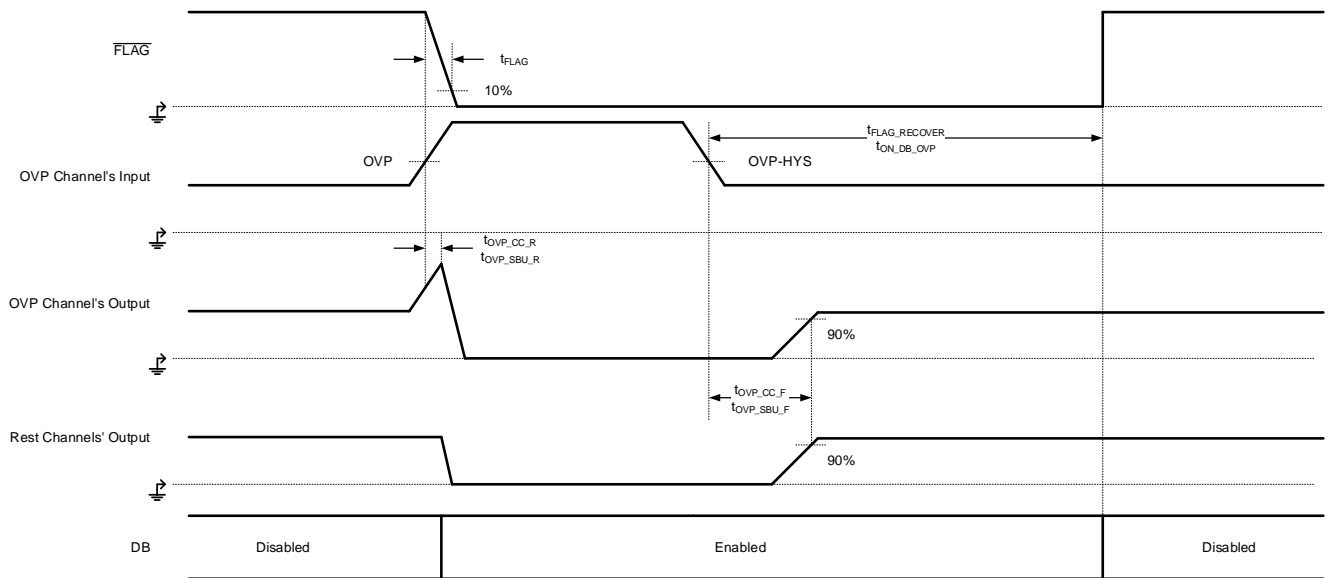 FLAG
tFLAG
10%
tFLAG_RECOVER
tON_DB_OVP
OVP
OVP-HYS
OVP Channel's Input
tOVP_CC_R
tOVP_SBU_R
OVP Channel's Output
90%
tOVP_CC_F
tOVP_SBU_F
Rest Channels' Output
90%
DB
Disabled
Enabled
Disabled